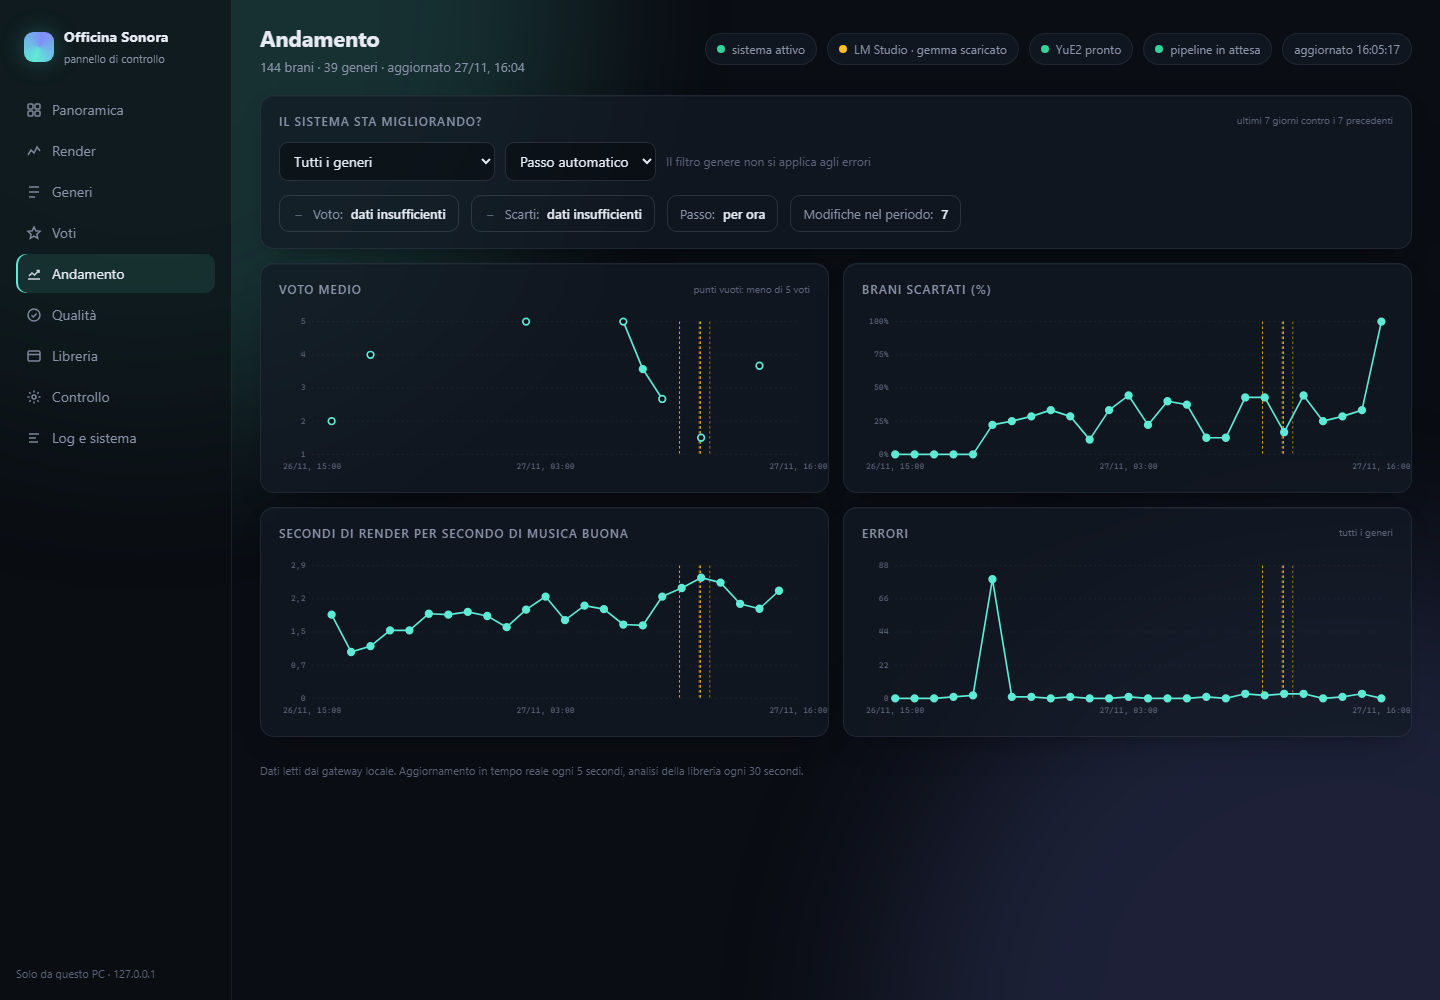 Officina Sonora
pannello di controllo
Panoramica
Render
Generi
Voti
Andamento
Qualità
Libreria
Controllo
Log e sistema
Solo da questo PC · 127.0.0.1
Andamento
144 brani · 39 generi · aggiornato 27/11, 16:04
sistema attivo
LM Studio · gemma scaricato
YuE2 pronto
pipeline in attesa
aggiornato 16:05:17
IL SISTEMA STA MIGLIORANDO?
ultimi 7 giorni contro i 7 precedenti
Tutti i generi
Passo automatico
Il filtro genere non si applica agli errori
– Voto: dati insufficienti
– Scarti: dati insufficienti
Passo: per ora
Modifiche nel periodo: 7
VOTO MEDIO
punti vuoti: meno di 5 voti
5
4
3
2
1
26/11, 15:00
27/11, 03:00
27/11, 16:00
BRANI SCARTATI (%)
100%
75%
50%
25%
0%
26/11, 15:00
27/11, 03:00
27/11, 16:00
SECONDI DI RENDER PER SECONDO DI MUSICA BUONA
2,9
2,2
1,5
0,7
0
26/11, 15:00
27/11, 03:00
27/11, 16:00
ERRORI
tutti i generi
88
66
44
22
0
26/11, 15:00
27/11, 03:00
27/11, 16:00
Dati letti dal gateway locale. Aggiornamento in tempo reale ogni 5 secondi, analisi della libreria ogni 30 secondi.